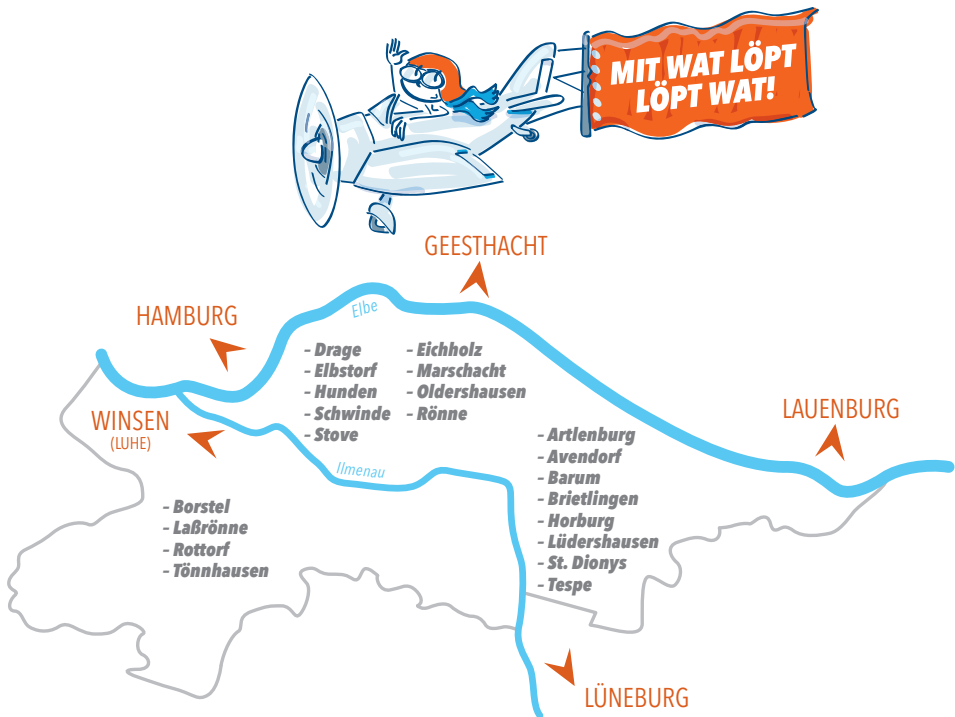 MIT WAT LÖPT
LÖPT WAT!
GEESTHACHT
HAMBURG
Elbe
– Drage
– Elbstorf
– Hunden
– Schwinde
– Stove
– Eichholz
– Marschacht
– Oldershausen
– Rönne
WINSEN
(LUHE)
LAUENBURG
Ilmenau
– Artlenburg
– Avendorf
– Barum
– Brietlingen
– Horburg
– Lüdershausen
– St. Dionys
– Tespe
– Borstel
– Laßrönne
– Rottorf
– Tönnhausen
LÜNEBURG